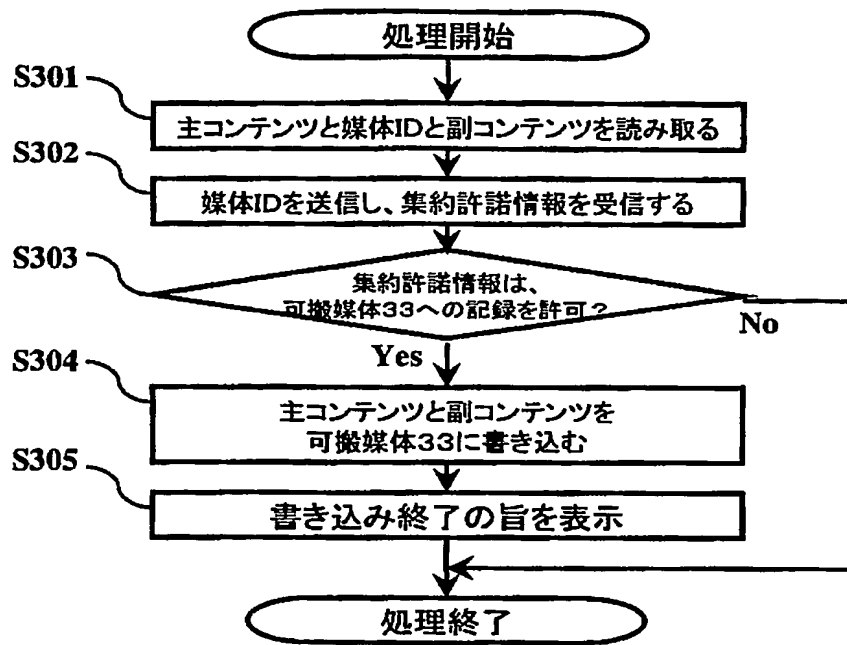 処理開始
S301
主コンテンツと媒体IDと副コンテンツを読み取る
S302
媒体IDを送信し、集約許諾情報を受信する
S303
集約許諾情報は、
可搬媒体33への記録を許可?
No
Yes
S304
主コンテンツと副コンテンツを
可搬媒体33に書き込む
S305
書き込み終了の旨を表示
処理終了